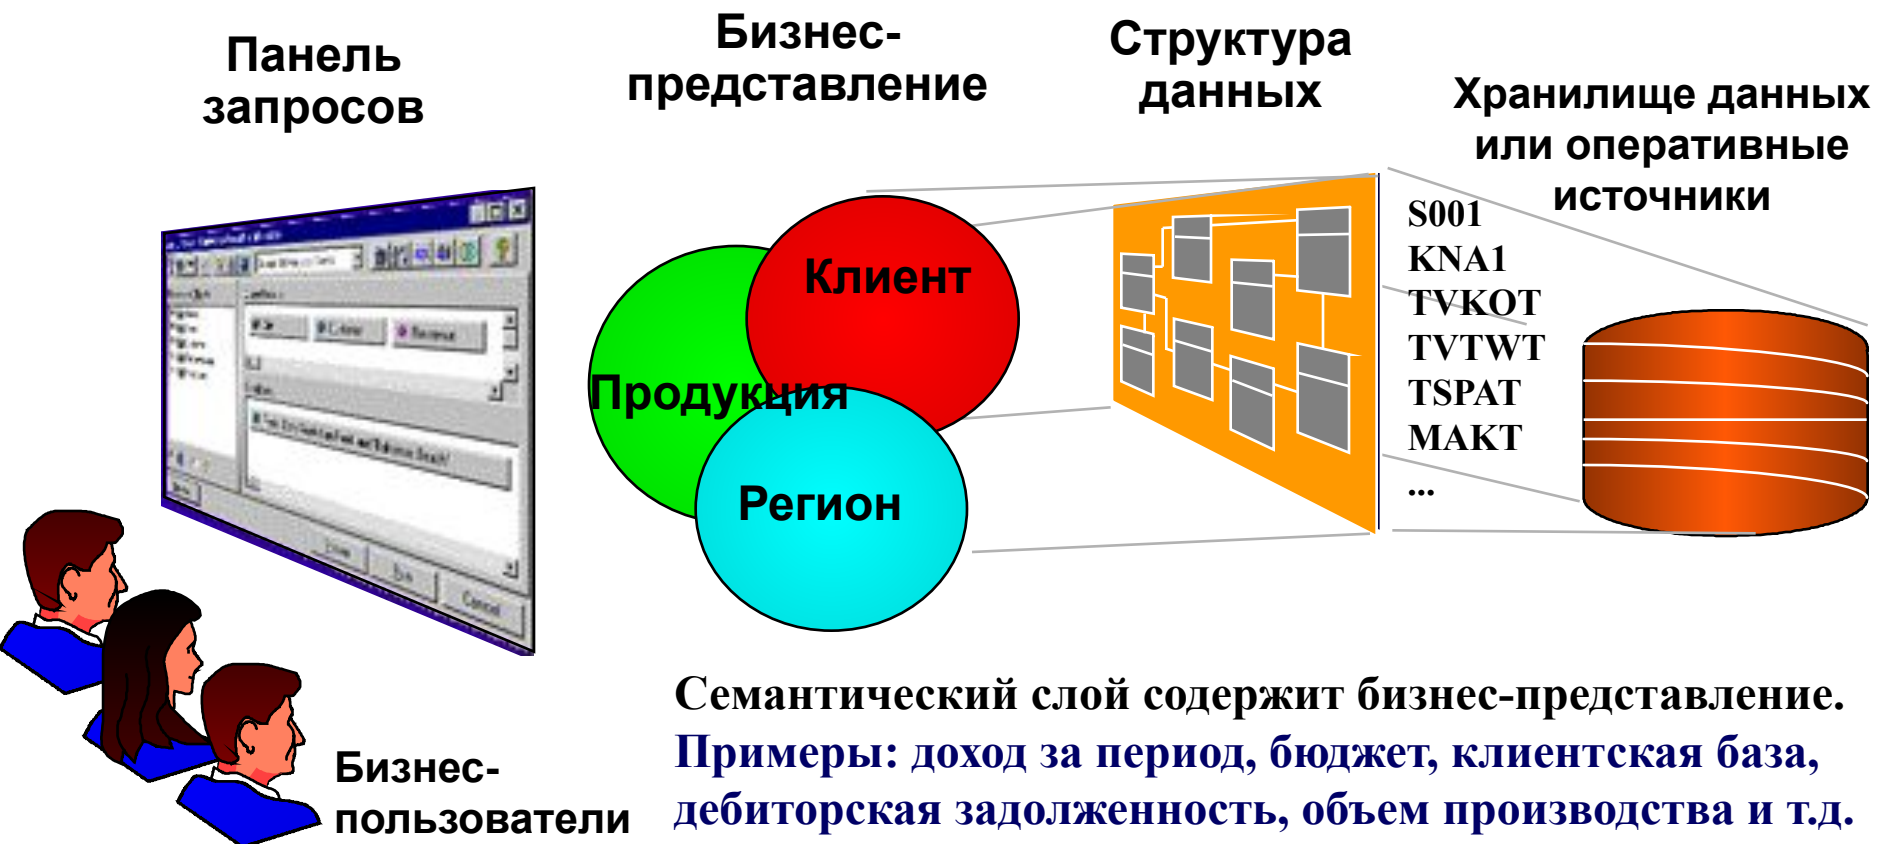 Панель
запросов
Бизнес-
представление
Структура
данных
Хранилище данных
или оперативные
источники
Клиент
Продукция
Регион
S001
KNA1
TVKOT
TVTWT
TSPAT
MAKT
...
Cancel
Бизнес-
пользователи
Семантический слой содержит бизнес-представление.
Примеры: доход за период, бюджет, клиентская база,
дебиторская задолженность, объем производства и т.д.